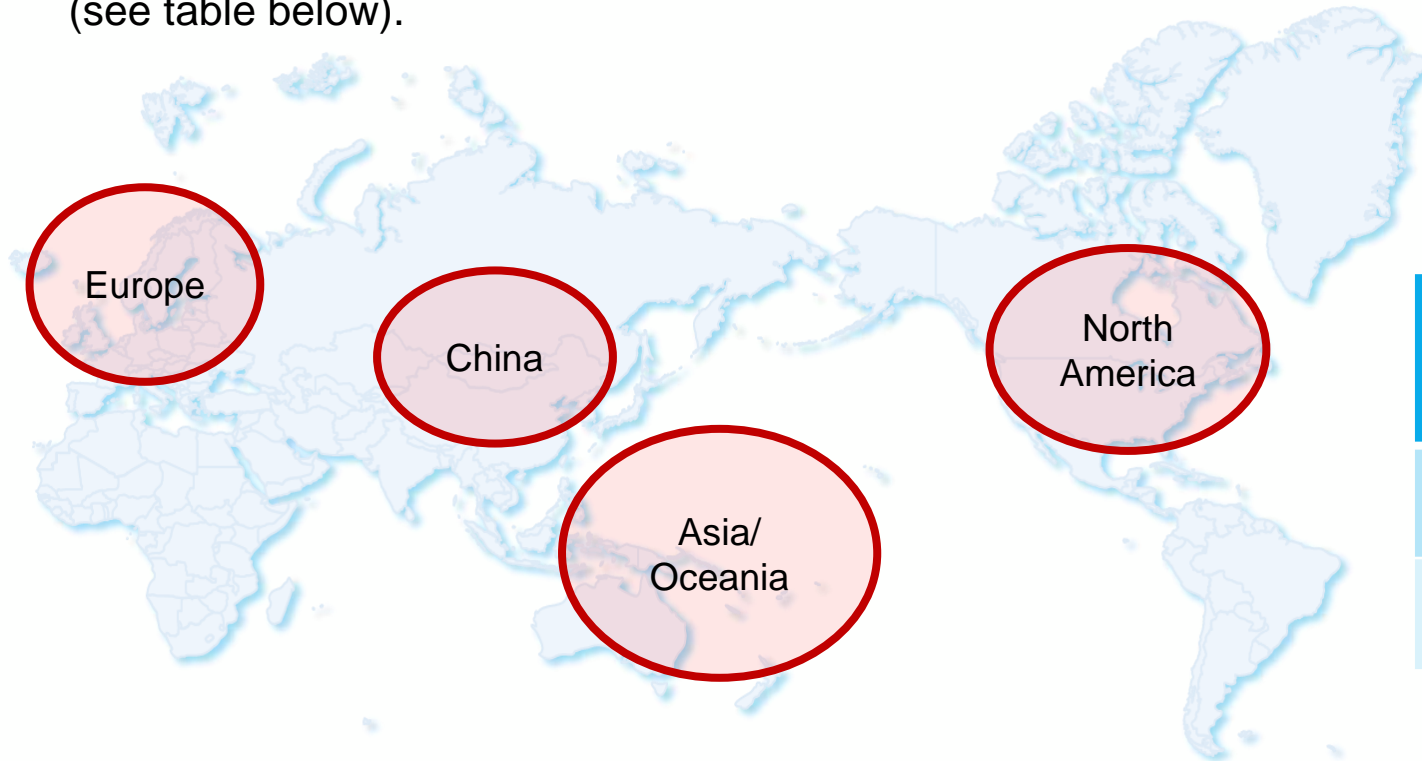 (see table below).
Europe
China
North
America
Asia/
Oceania